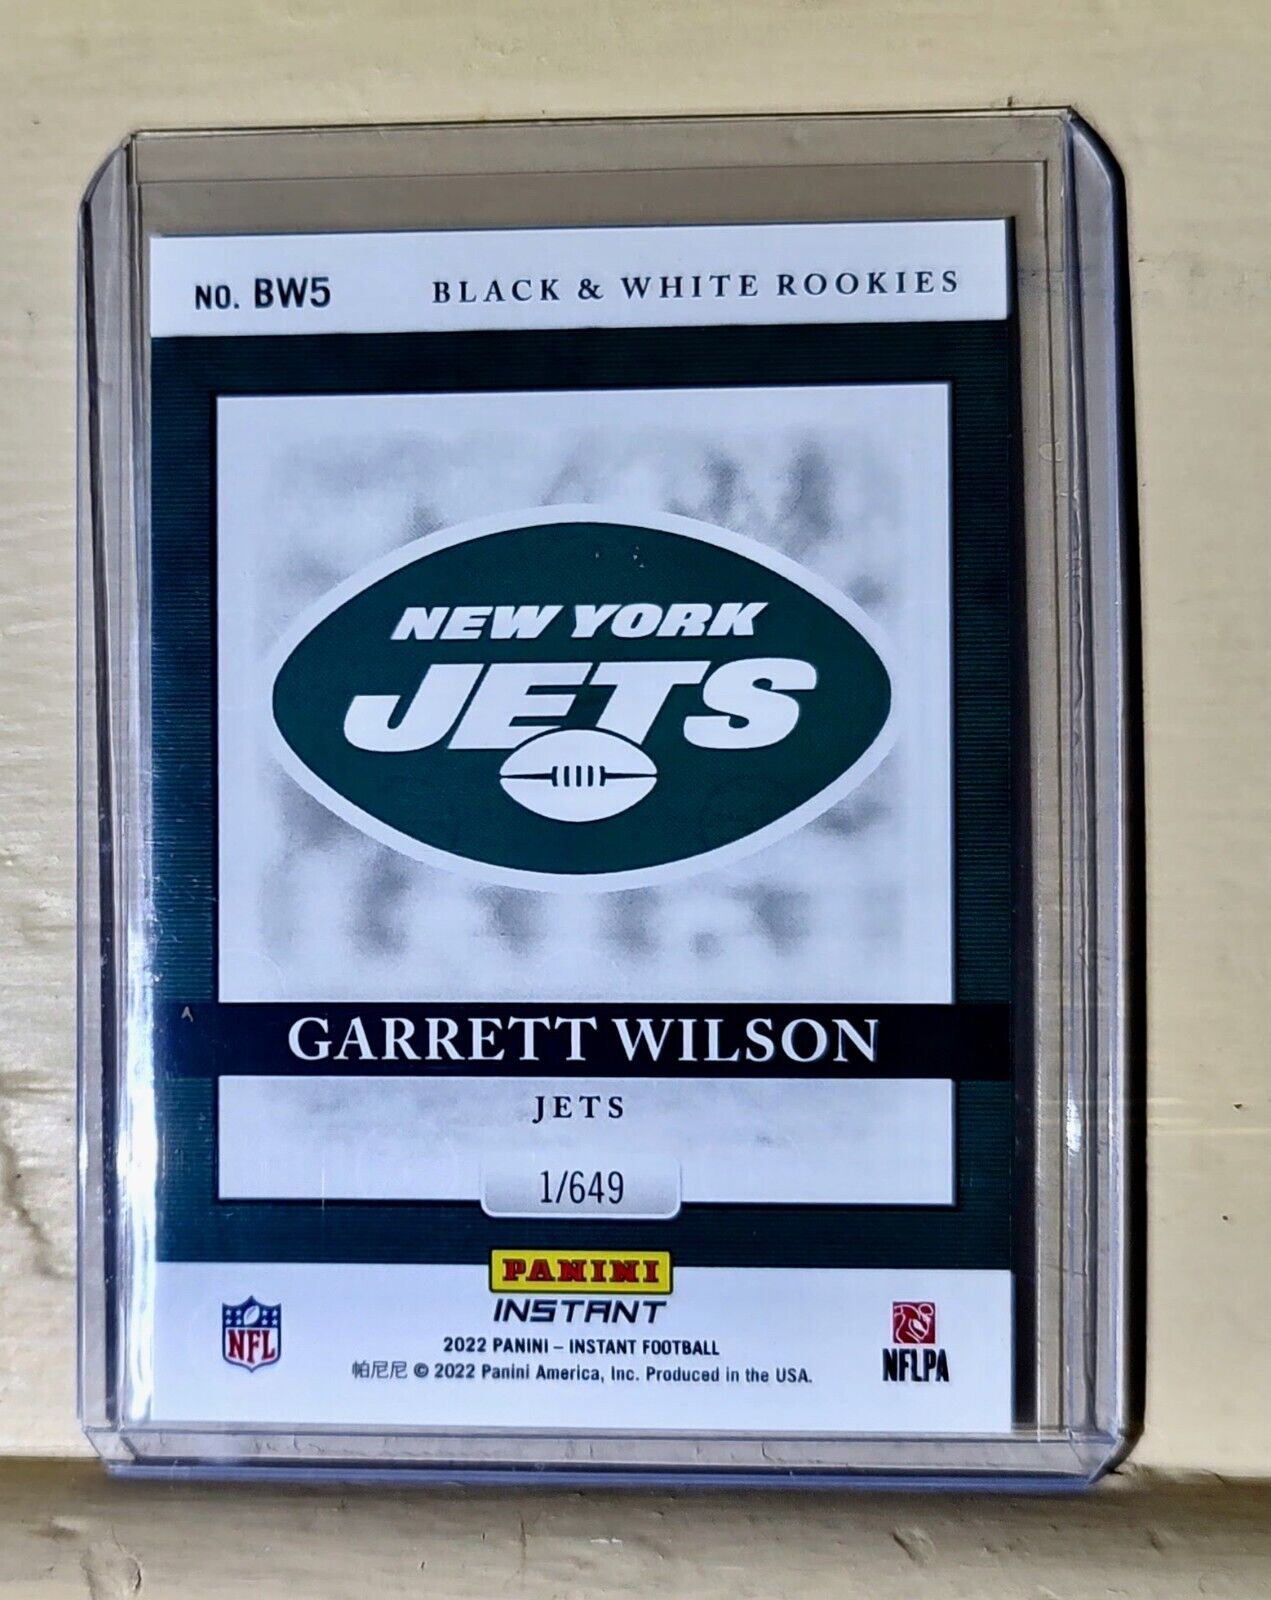 NO. BW5 BLACK & WHITE ROOKIES
NEW YORK
JETS
GARRETT WILSON
JETS
1/649
PANINI
INSTANT
NFL
2022 PANINI – INSTANT FOOTBALL
NFLPA
帕尼尼 © 2022 Panini America, Inc. Produced in the USA.